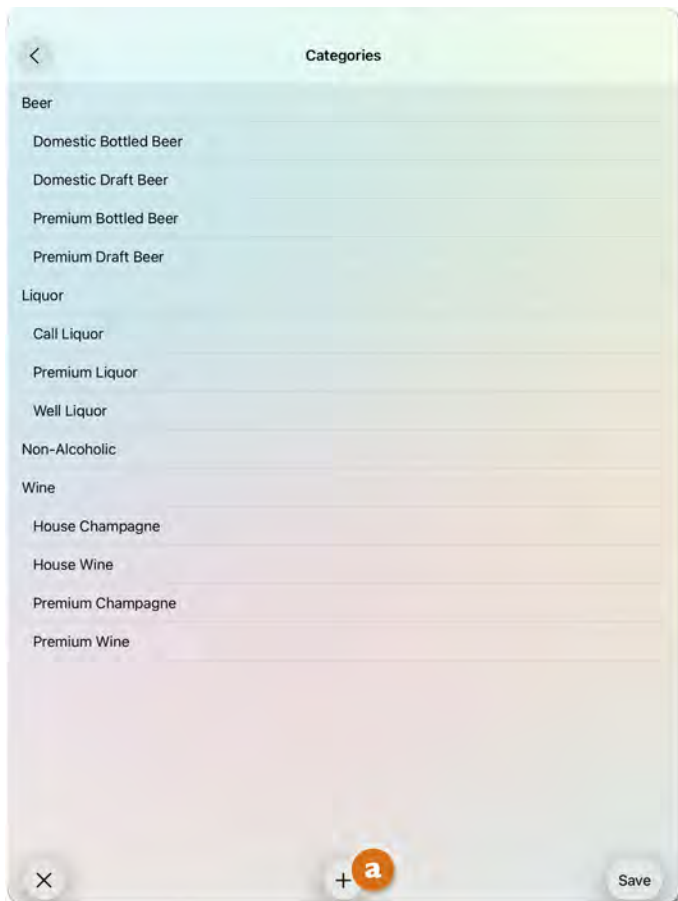 Categories
Beer
Domestic Bottled Beer
Domestic Draft Beer
Premium Bottled Beer
Premium Draft Beer
Liquor
Call Liquor
Premium Liquor
Well Liquor
Non-Alcoholic
Wine
House Champagne
House Wine
Premium Champagne
Premium Wine
a
Save